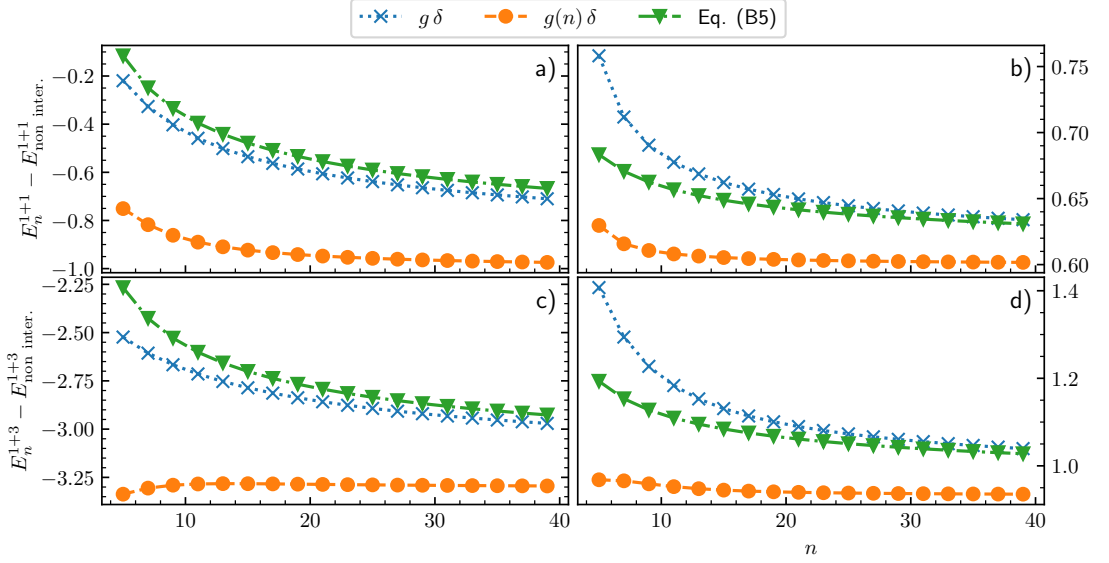 g δ g(n) δ Eq. (B5)
a)
b)
c)
d)
−0.2
−0.4
−0.6
−0.8
−1.0
0.75
0.70
0.65
0.60
−2.25
−2.50
−2.75
−3.00
−3.25
1.4
1.2
1.0
E_n^{1+1} − E_{non inter.}^{1+1}
E_n^{1+3} − E_{non inter.}^{1+3}
10 20 30 40
10 20 30 40
n